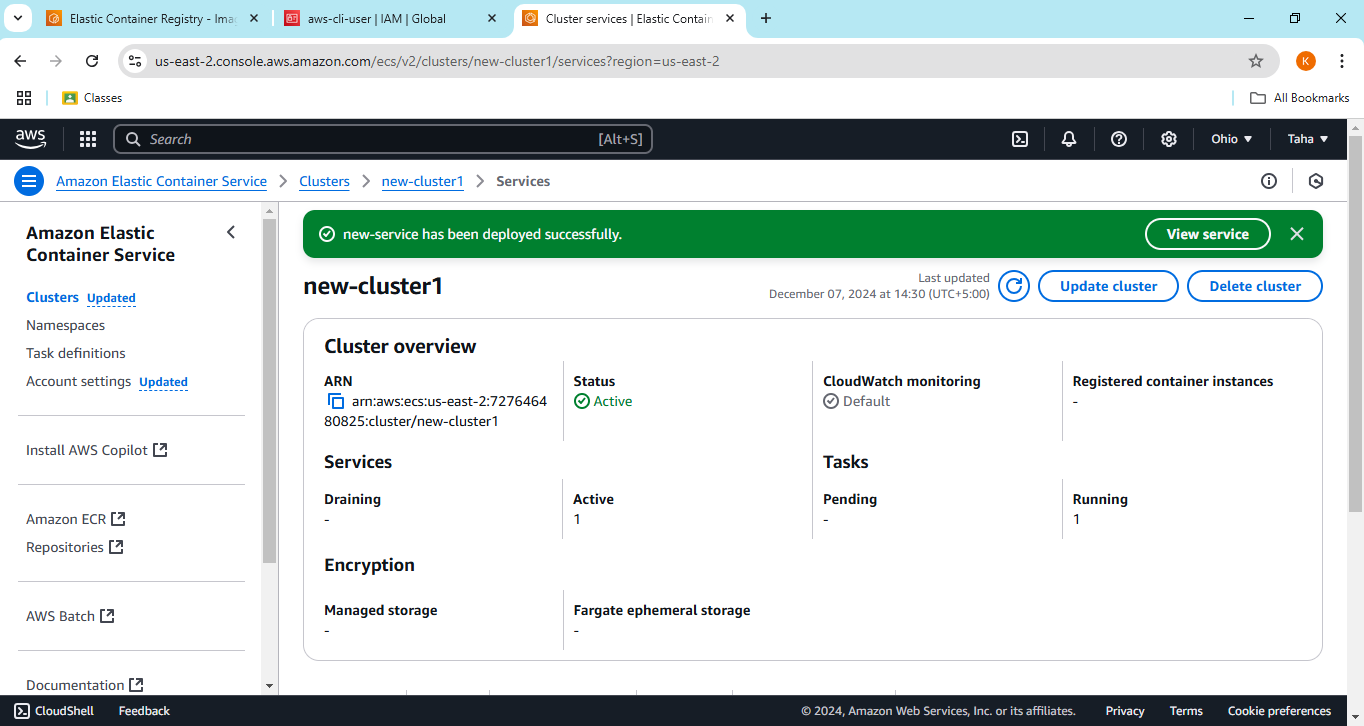 Elastic Container Registry - Ima
aws-cli-user | IAM | Global
Cluster services | Elastic Contain
us-east-2.console.aws.amazon.com/ecs/v2/clusters/new-cluster1/services?region=us-east-2
K
Classes
All Bookmarks
aws
Search
[Alt+S]
Ohio
Taha
Amazon Elastic Container Service
Clusters
new-cluster1
Services
Amazon Elastic
Container Service
Clusters Updated
Namespaces
Task definitions
Account settings Updated
Install AWS Copilot
Amazon ECR
Repositories
AWS Batch
Documentation
new-service has been deployed successfully.
View service
new-cluster1
Last updated
December 07, 2024 at 14:30 (UTC+5:00)
Update cluster
Delete cluster
Cluster overview
ARN
arn:aws:ecs:us-east-2:7276464
80825:cluster/new-cluster1
Status
Active
CloudWatch monitoring
Default
Registered container instances
-
Services
Draining
-
Active
1
Tasks
Pending
-
Running
1
Encryption
Managed storage
-
Fargate ephemeral storage
-
CloudShell
Feedback
© 2024, Amazon Web Services, Inc. or its affiliates.
Privacy
Terms
Cookie preferences